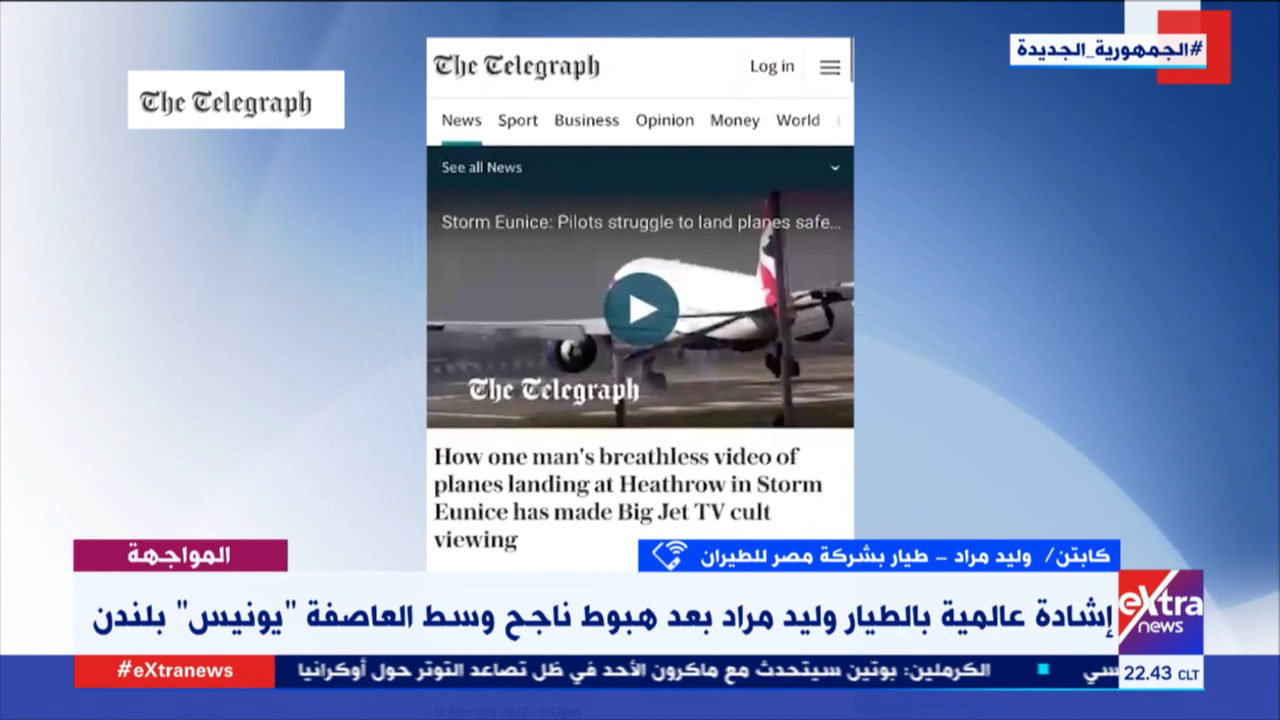 #الجمهورية_الجديدة
The Telegraph
The Telegraph
Log in
News Sport Business Opinion Money World
See all News
Storm Eunice: Pilots struggle to land planes safe...
The Telegraph
How one man's breathless video of
planes landing at Heathrow in Storm
Eunice has made Big Jet TV cult
viewing
المواجهة
كابتن/ وليد مراد - طيار بشركة مصر للطيران
إشادة عالمية بالطيار وليد مراد بعد هبوط ناجح وسط العاصفة "يونيس" بلندن
eXtra
news
#eXtranews
سي ■ الكرملين: بوتين سيتحدث مع ماكرون الأحد في ظل تصاعد التوتر حول أوكرانيا
22.43 CLT